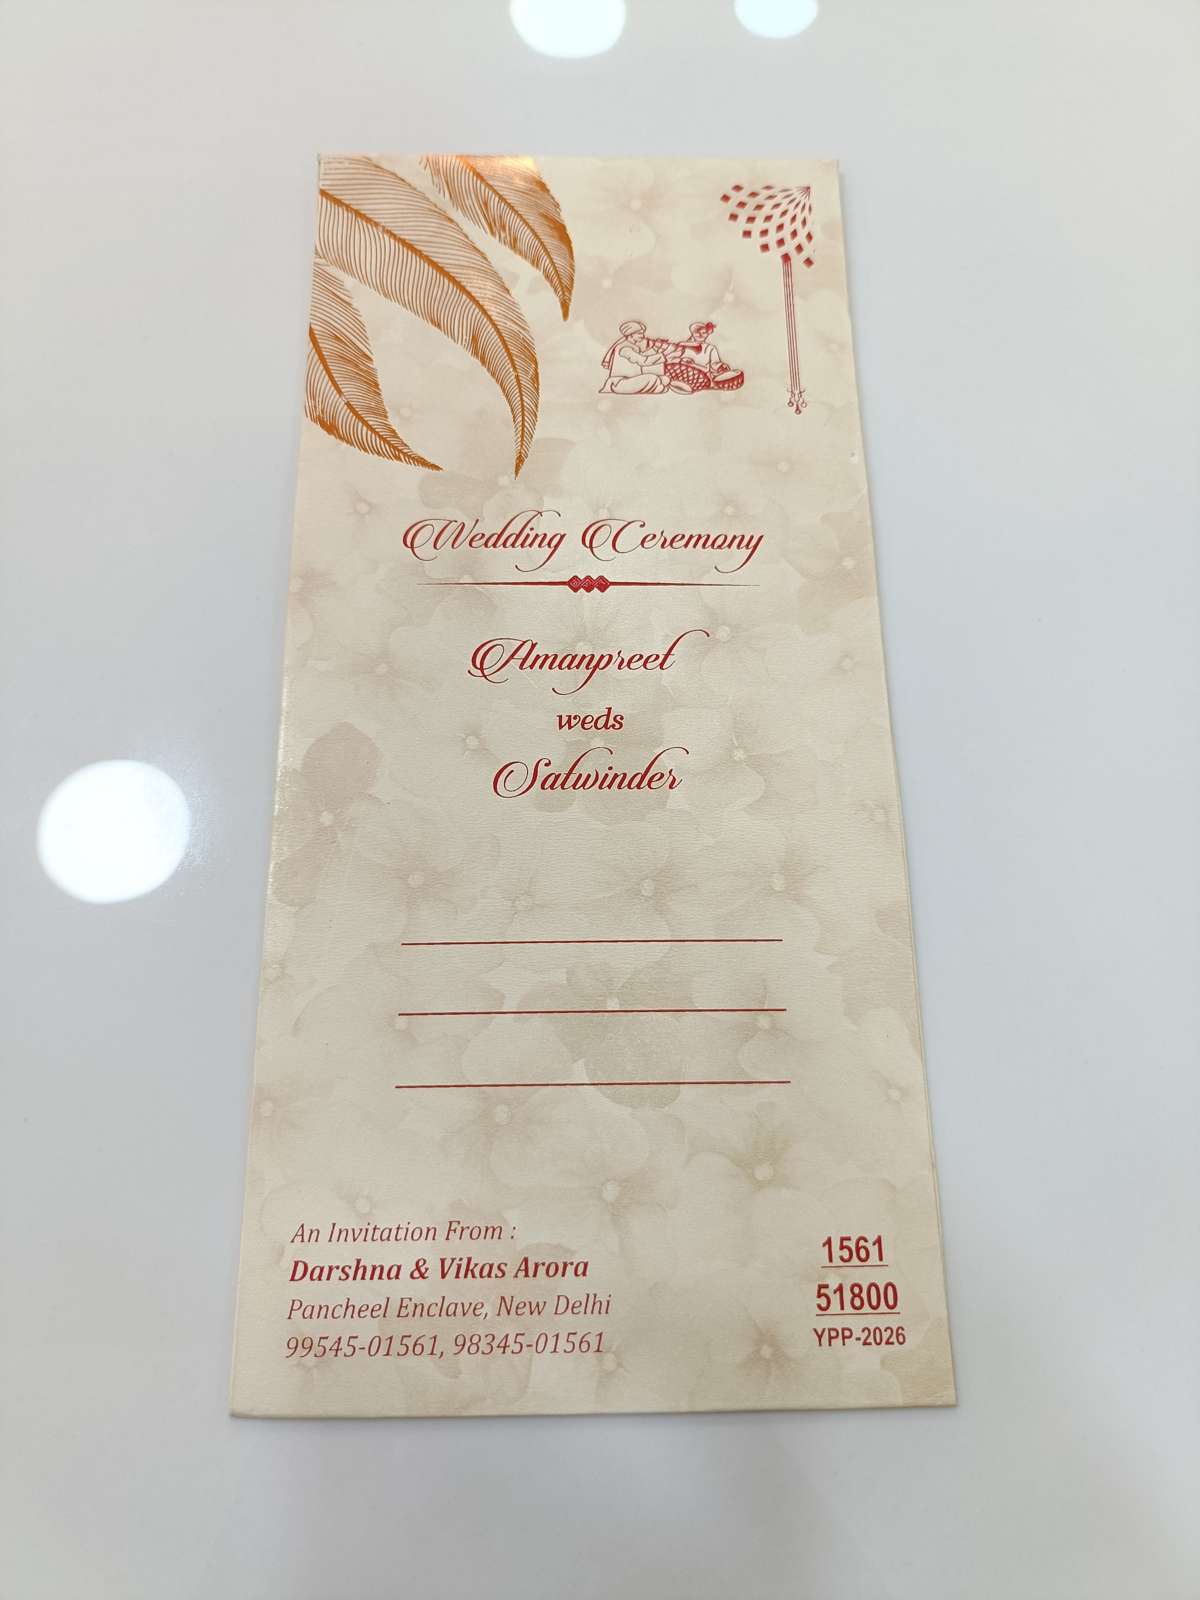 Wedding Ceremony
Amanpreet
weds
Satwinder
An Invitation From :
Darshna & Vikas Arora
Pancheel Enclave, New Delhi
99545-01561, 98345-01561
1561
51800
YPP-2026